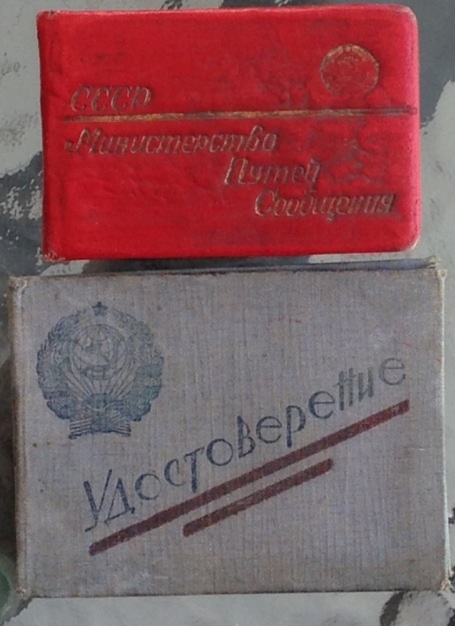 СССР
Министерство
Путей
Сообщения
Удостоверение